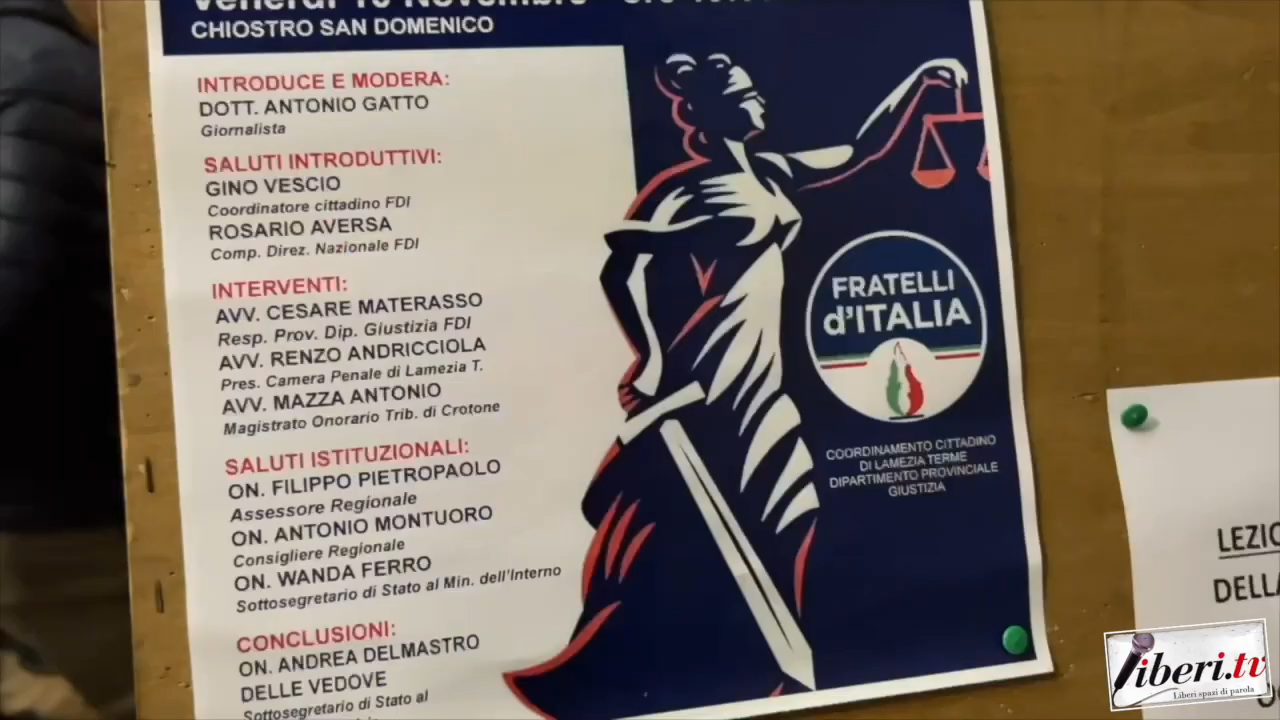 CHIOSTRO SAN DOMENICO
INTRODUCE E MODERA:
DOTT. ANTONIO GATTO
Giornalista
SALUTI INTRODUTTIVI:
GINO VESCIO
Coordinatore cittadino FDI
ROSARIO AVERSA
Comp. Direz. Nazionale FDI
INTERVENTI:
AVV. CESARE MATERASSO
Resp. Prov. Dip. Giustizia FDI
AVV. RENZO ANDRICCIOLA
Pres. Camera Penale di Lamezia T.
AVV. MAZZA ANTONIO
Magistrato Onorario Trib. di Crotone
SALUTI ISTITUZIONALI:
ON. FILIPPO PIETROPAOLO
Assessore Regionale
ON. ANTONIO MONTUORO
Consigliere Regionale
ON. WANDA FERRO
Sottosegretario di Stato al Min. dell'Interno
CONCLUSIONI:
ON. ANDREA DELMASTRO
DELLE VEDOVE
Sottosegretario di Stato al
FRATELLI
d'ITALIA
COORDINAMENTO CITTADINO
DI LAMEZIA TERME
DIPARTIMENTO PROVINCIALE
GIUSTIZIA
LEZIO
DELLA
liberi.tv
Liberi spazi di parola